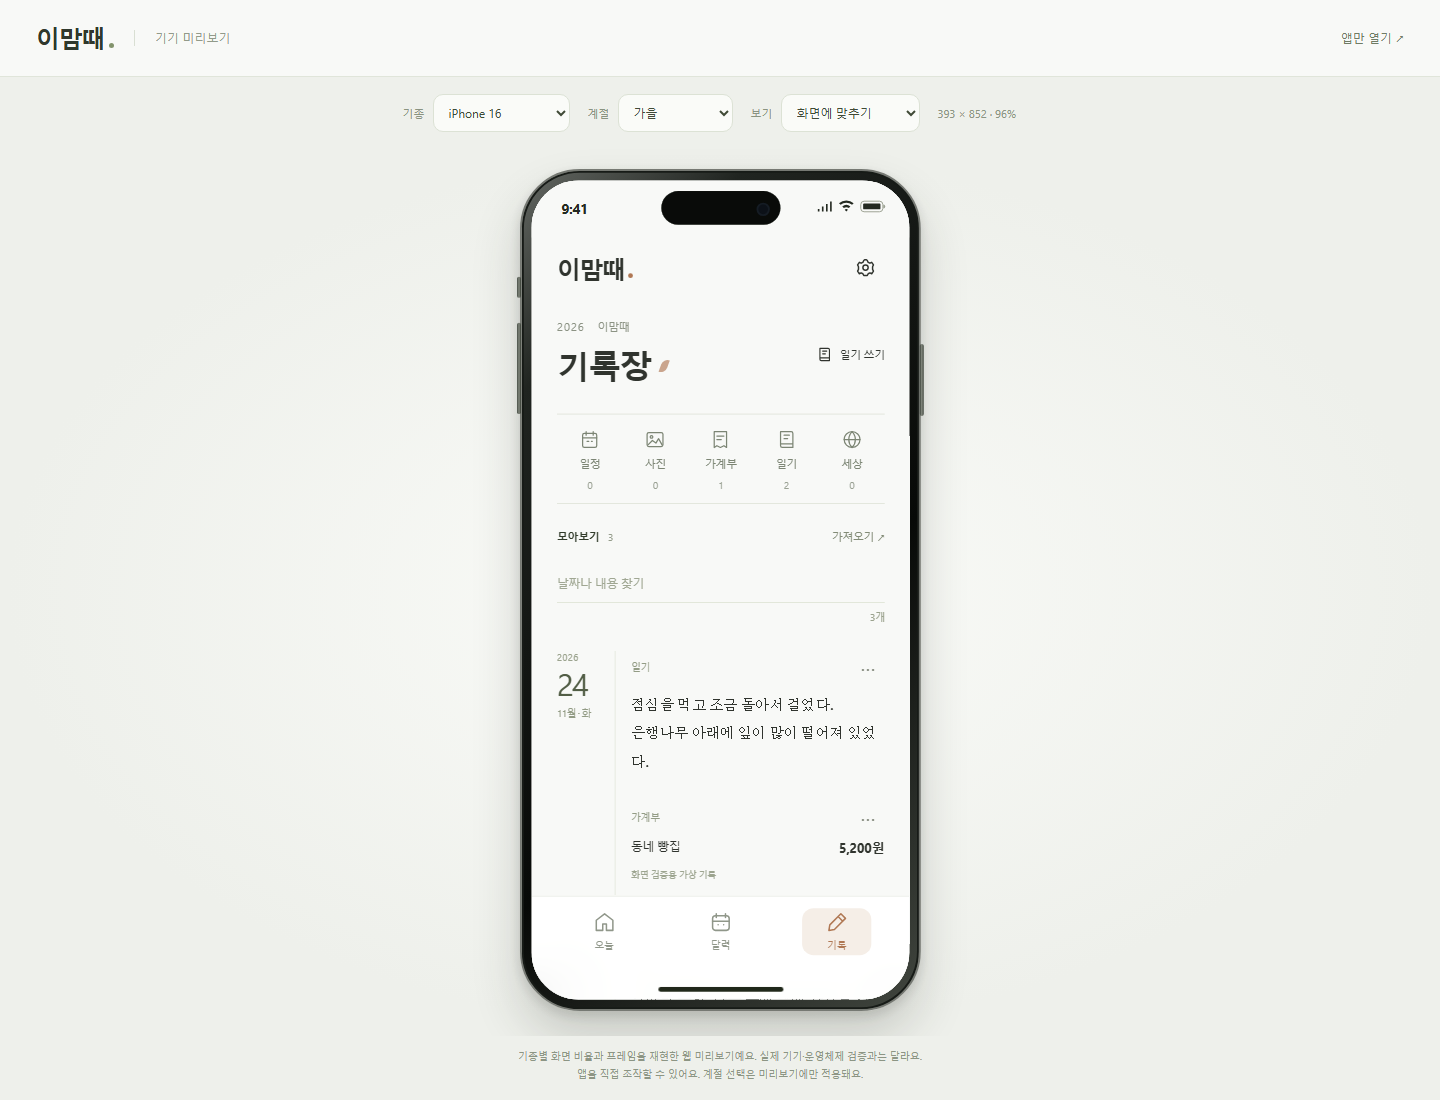 이맘때.
기기 미리보기
앱만 열기 ↗
기종 iPhone 16 계절 가을 보기 화면에 맞추기 393 × 852 · 96%
9:41
이맘때.
2026 이맘때
기록장
일기 쓰기
일정 사진 가계부 일기 세상
0 0 1 2 0
모아보기 3
가져오기 ↗
날짜나 내용 찾기
3개
2026
24
11월·화
일기 ...
점심을 먹고 조금 돌아서 걸었다.
은행나무 아래에 잎이 많이 떨어져 있었
다.
가계부 ...
동네 빵집 5,200원
화면 검증용 가상 기록
오늘 달력 기록
기종별 화면 비율과 프레임을 재현한 웹 미리보기예요. 실제 기기·운영체제 검증과는 달라요.
앱을 직접 조작할 수 있어요. 계절 선택은 미리보기에만 적용돼요.